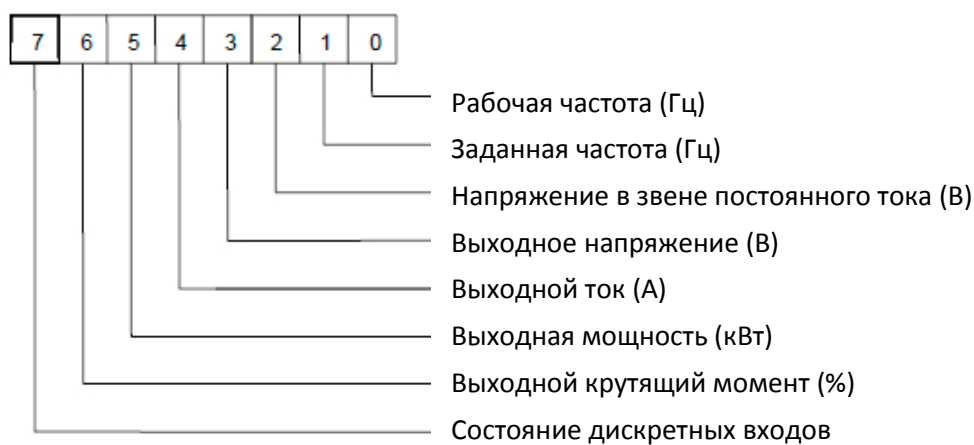 7 6 5 4 3 2 1 0
Рабочая частота (Гц)
Заданная частота (Гц)
Напряжение в звене постоянного тока (В)
Выходное напряжение (В)
Выходной ток (А)
Выходная мощность (кВт)
Выходной крутящий момент (%)
Состояние дискретных входов